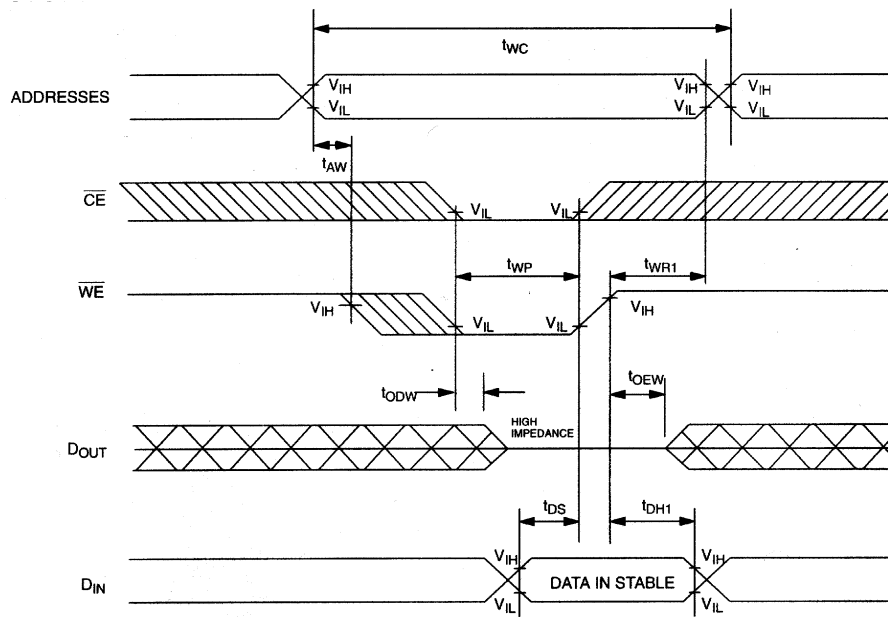 tWC
ADDRESSES
VIH
VIL
VIH
VIL
VIH
VIL
tAW
CE
VIL
VIL
tWP
tWR1
WE
VIH
VIL
VIL
VIH
tODW
tOEW
DOUT
HIGH
IMPEDANCE
tDS
tDH1
DIN
VIH
VIL
DATA IN STABLE
VIH
VIL